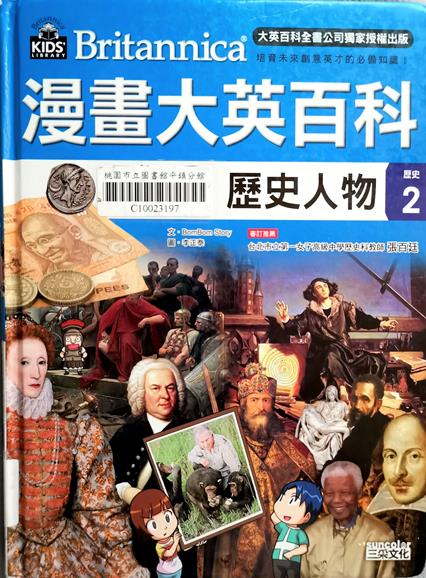 Britannica
KIDS'
LIBRARY
Britannica®
大英百科全書公司獨家授權出版
培育未來創意英才的必備知識！
漫畫大英百科
桃園市立圖書館平鎮分館
C10023197
歷史人物
歷史
2
文·BomBom Story
圖·李正泰
審訂推薦
台北市立第一女子高級中學歷史科教師 張百廷
5
PEES
suncolor
三采文化